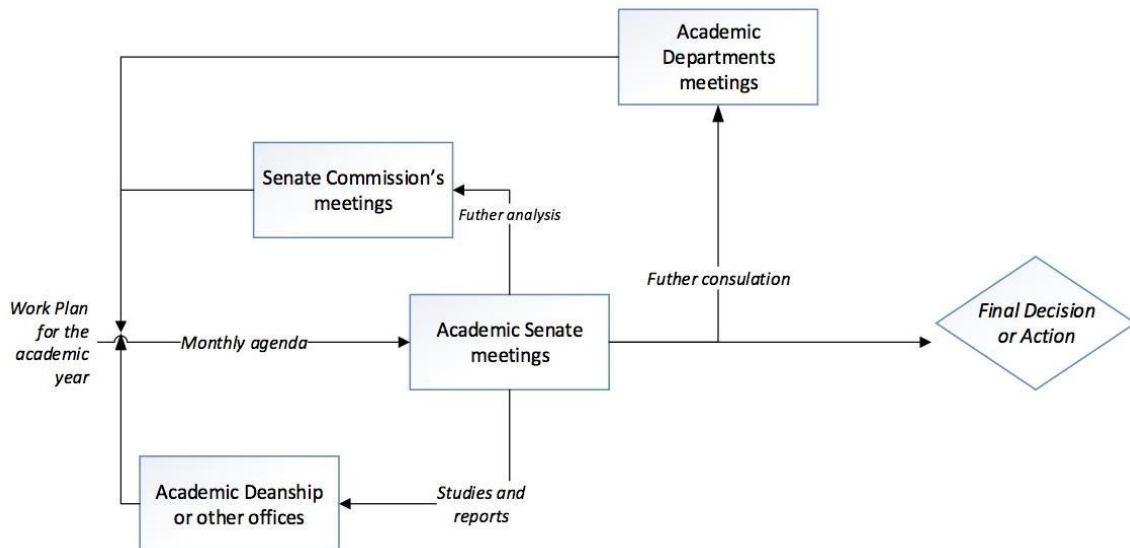 Academic
Departments
meetings
Senate Commission's
meetings
Futher analysis
Futher consulation
Work Plan
for the
academic
year
Monthly agenda
Academic Senate
meetings
Final Decision
or Action
Academic Deanship
or other offices
Studies and
reports